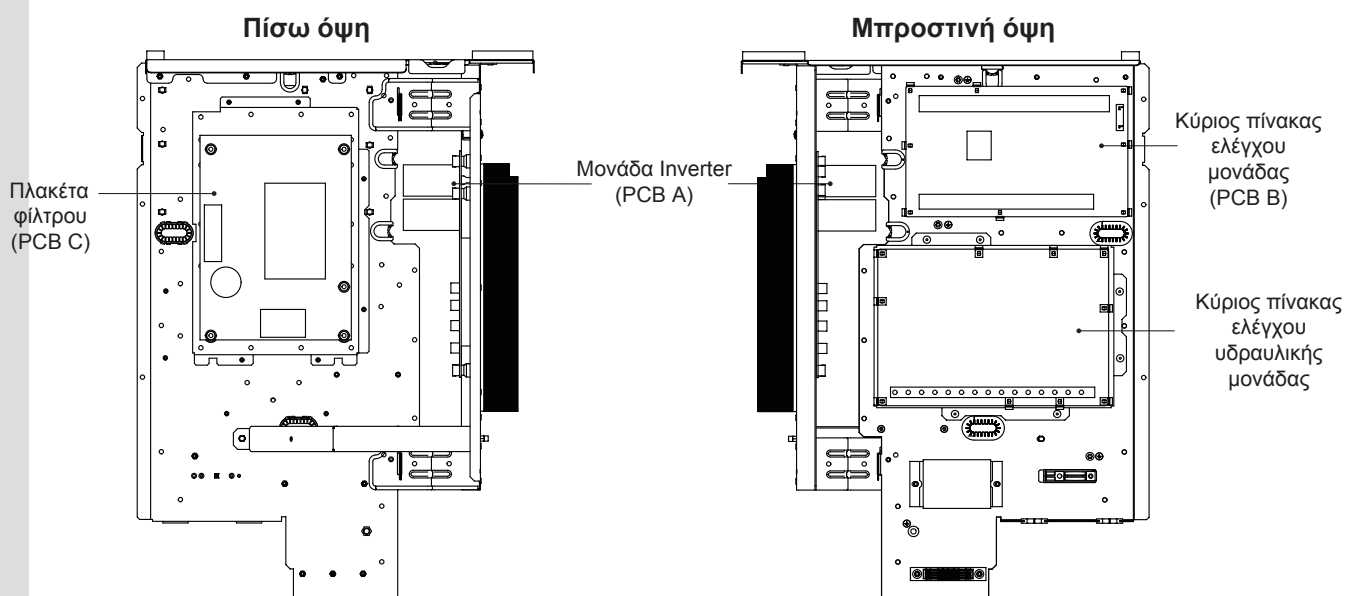 Πίσω όψη
Μπροστινή όψη
Πλακέτα
φίλτρου
(PCB C)
Μονάδα Inverter
(PCB A)
Κύριος πίνακας
ελέγχου
μονάδας
(PCB B)
Κύριος πίνακας
ελέγχου
υδραυλικής
μονάδας